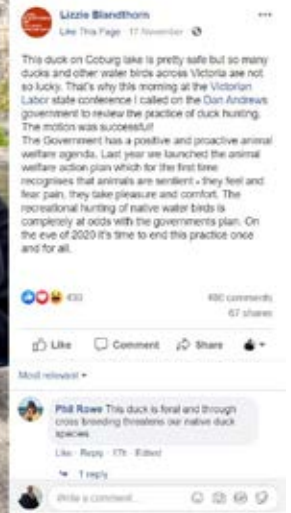 Lizzie Blandthorn
Like This Page · 17 November ·
This duck on Coburg lake is pretty safe but so many
ducks and other water birds across Victoria are not
so lucky. That's why this morning at the Victorian
Labor state conference I called on the Dan Andrews
government to review the practice of duck hunting.
The motion was successful!
The Government has a positive and proactive animal
welfare agenda. Last year we launched the animal
welfare action plan which for the first time
recognises that animals are sentient - they feel and
fear pain, they take pleasure and comfort. The
recreational hunting of native water birds is
completely at odds with the governments plan. On
the eve of 2020 it's time to end this practice once
and for all.
490 comments
67 shares
Like Comment Share
Most relevant
Phil Rowe This duck is feral and through
cross breeding threatens our native duck
species
Like · Reply · 17h · Edited
1 reply
Write a comment...